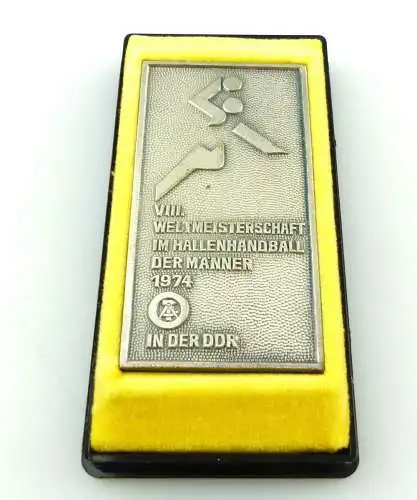 VIII.
WELTMEISTERSCHAFT
IM HALLENHANDBALL
DER MÄNNER
1974
IN DER DDR